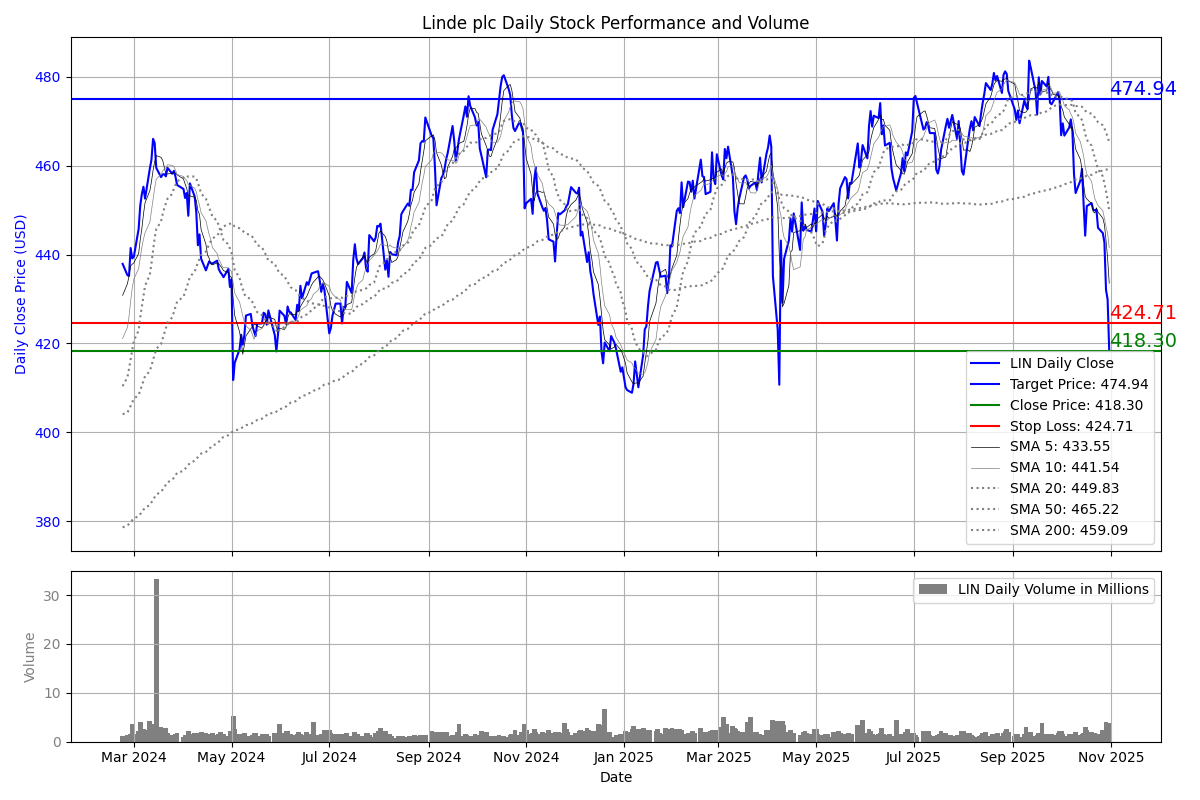 Linde plc Daily Stock Performance and Volume
Daily Close Price (USD)
480
460
440
420
400
380
474.94
424.71
418.30
LIN Daily Close
Target Price: 474.94
Close Price: 418.30
Stop Loss: 424.71
SMA 5: 433.55
SMA 10: 441.54
SMA 20: 449.83
SMA 50: 465.22
SMA 200: 459.09
Volume
30
20
10
0
LIN Daily Volume in Millions
Mar 2024 May 2024 Jul 2024 Sep 2024 Nov 2024 Jan 2025 Mar 2025 May 2025 Jul 2025 Sep 2025 Nov 2025
Date